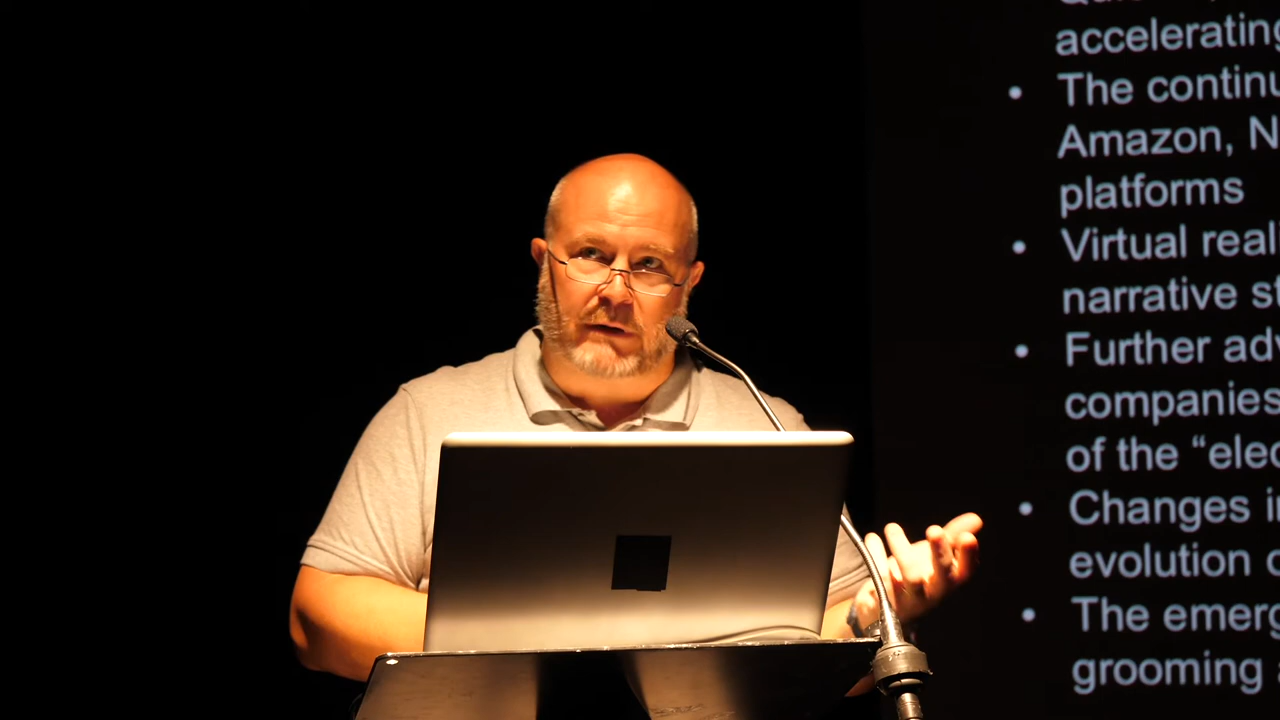 accelerating
• The continu
Amazon, N
platforms
• Virtual reali
narrative st
• Further adv
companies
of the “elec
• Changes i
evolution o
• The emerg
grooming